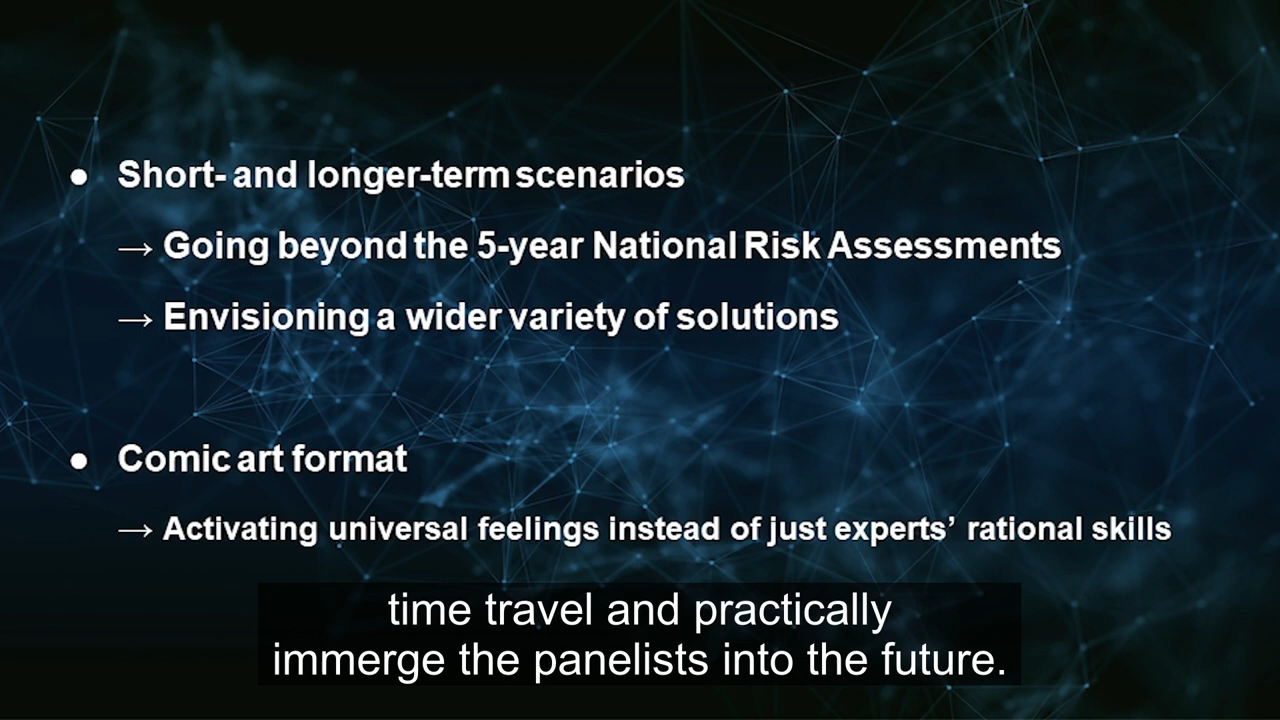 ● Short- and longer-term scenarios
→ Going beyond the 5-year National Risk Assessments
→ Envisioning a wider variety of solutions
● Comic art format
→ Activating universal feelings instead of just experts’ rational skills
time travel and practically
immerge the panelists into the future.